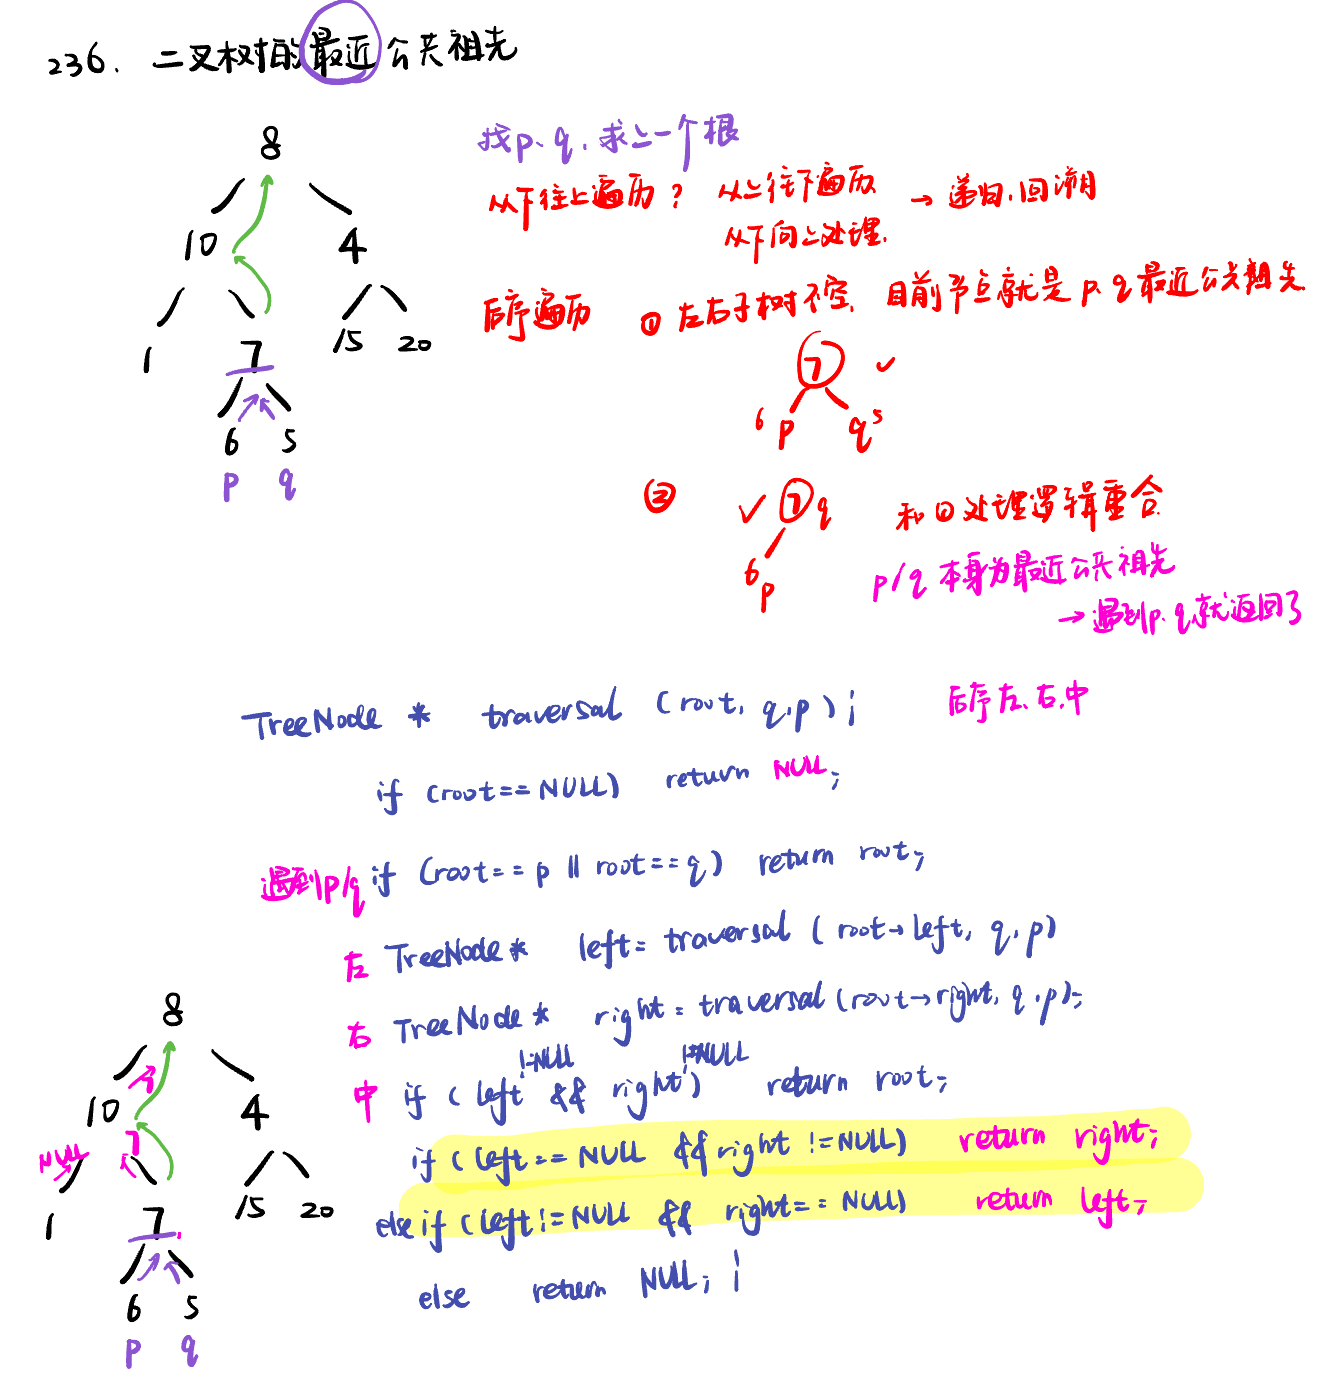 236. 二叉树的最近公共祖先
8
找p、q, 求上一个根
从下往上遍历? 从上往下遍历 → 递归,回溯
从下向上处理.
10 4
后序遍历 ① 左右子树不空, 目前节点就是p.q最近公共祖先
1 7 15 20
7 ✓
6 p q 5
6 5
p q
② ✓ 7 q 和①处理逻辑重合
6 p
p/q 本身为最近公共祖先
→ 遇到p.q,就返回了
TreeNode * traversal (root, q,p) ; 后序左、右、中
if (root==NULL) return NULL;
遇到p/q if (root== p || root==q) return root;
左 TreeNode* left= traversal ( root→left, q, p)
右 TreeNode* right= traversal(root→right, q,p);
!=NULL !=NULL
中 if ( left && right ) return root;
if ( left== NULL && right !=NULL) return right;
else if (left!=NULL && right== NULL) return left;
else return NULL;
8
7
10 4
NULL 7
1 7 15 20
6 5
p q